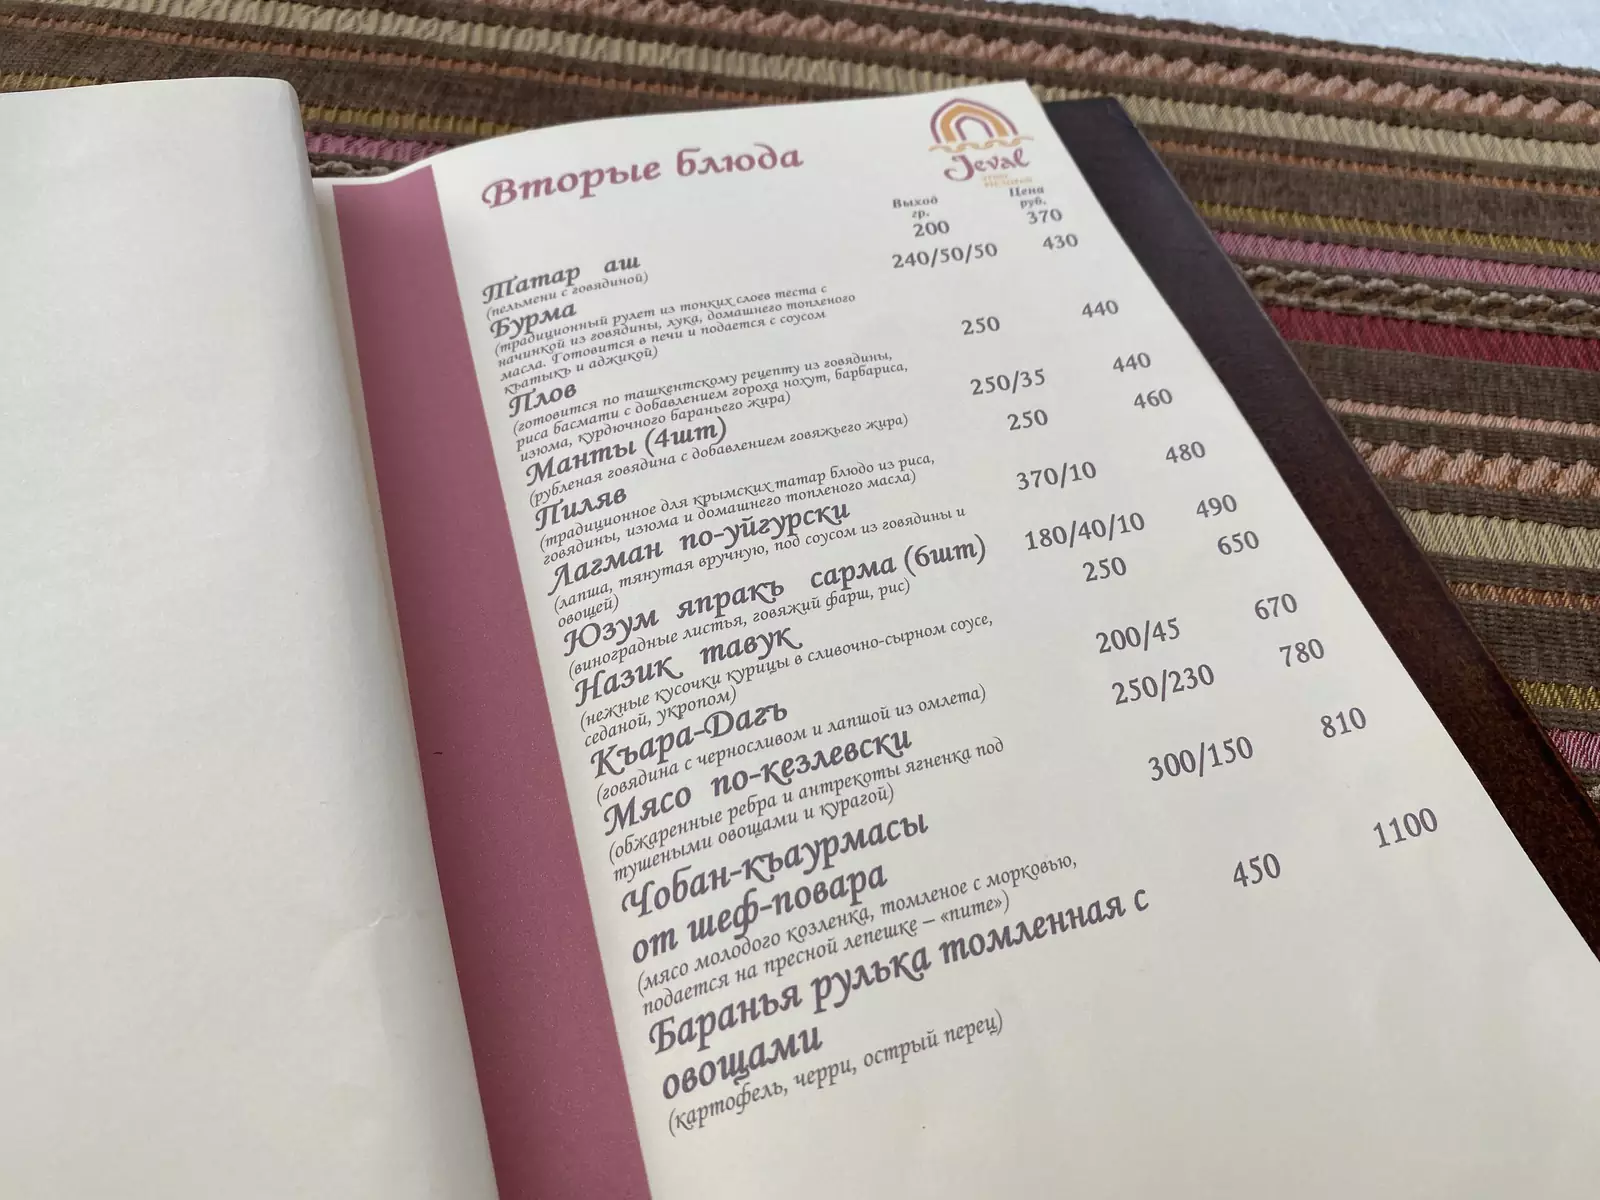 Вторые блюда
Jeval
Выход
гр.
Цена
руб.
Татар аш 200 370
(пельмени с говядиной)
Бурма 240/50/50 430
(традиционный рулет из тонких слоев теста с
начинкой из говядины, лука, домашнего топленого
масла. Готовится в печи и подается с соусом
къатыкъ и аджикой)
Плов 250 440
(готовится по ташкентскому рецепту из говядины,
риса басмати с добавлением гороха нохут, барбариса,
изюма, курдючного бараньего жира)
Манты (4шт) 250/35 440
(рубленая говядина с добавлением говяжьего жира)
Пиляв 250 460
(традиционное для крымских татар блюдо из риса,
говядины, изюма и домашнего топленого масла)
Лагман по-уйгурски 370/10 480
(лапша, тянутая вручную, под соусом из говядины и
овощей)
Юзум япракъ сарма (6шт) 180/40/10 490
(виноградные листья, говяжий фарш, рис)
Назик тавук 250 650
(нежные кусочки курицы в сливочно-сырном соусе,
седаной, укропом)
Къара-Дагъ 200/45 670
(говядина с черносливом и лапшой из омлета)
Мясо по-кезлевски 250/230 780
(обжаренные ребра и антрекоты ягненка под
тушеными овощами и курагой)
Чобан-къаурмасы 300/150 810
от шеф-повара
(мясо молодого козленка, томленое с морковью,
подается на пресной лепешке – «пите»)
Баранья рулька томленная с 450 1100
овощами
(картофель, черри, острый перец)